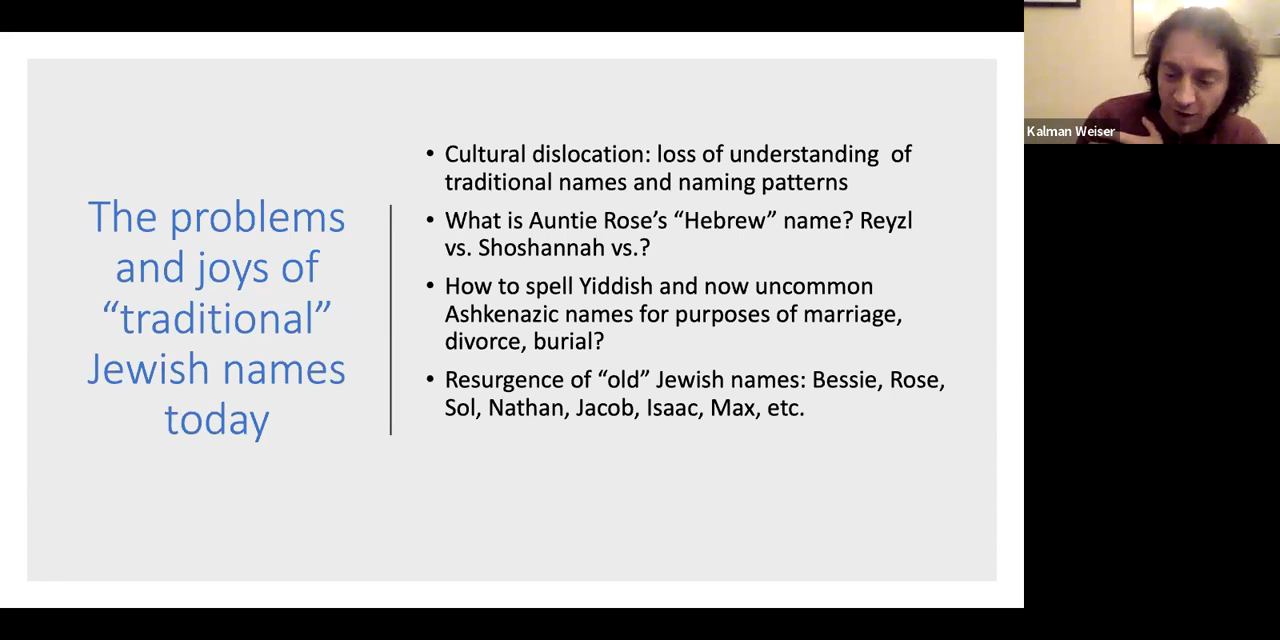 The problems
and joys of
“traditional”
Jewish names
today
• Cultural dislocation: loss of understanding  of
traditional names and naming patterns
• What is Auntie Rose’s “Hebrew” name? Reyzl
vs. Shoshannah vs.?
• How to spell Yiddish and now uncommon
Ashkenazic names for purposes of marriage,
divorce, burial?
• Resurgence of “old” Jewish names: Bessie, Rose,
Sol, Nathan, Jacob, Isaac, Max, etc.
Kalman Weiser